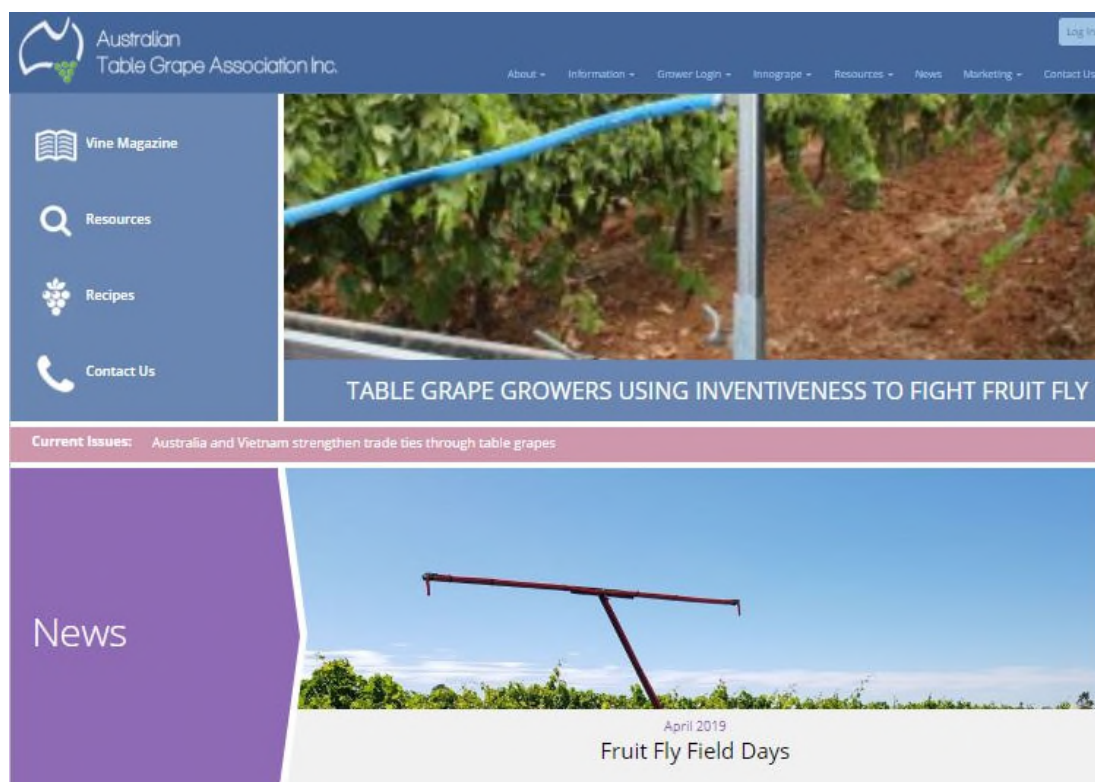 Australian
Table Grape Association Inc.
Log In
About
Information
Grower Login
Innogrape
Resources
News
Marketing
Contact Us
Vine Magazine
Resources
Recipes
Contact Us
TABLE GRAPE GROWERS USING INVENTIVENESS TO FIGHT FRUIT FLY
Current Issues: Australia and Vietnam strengthen trade ties through table grapes
News
April 2019
Fruit Fly Field Days